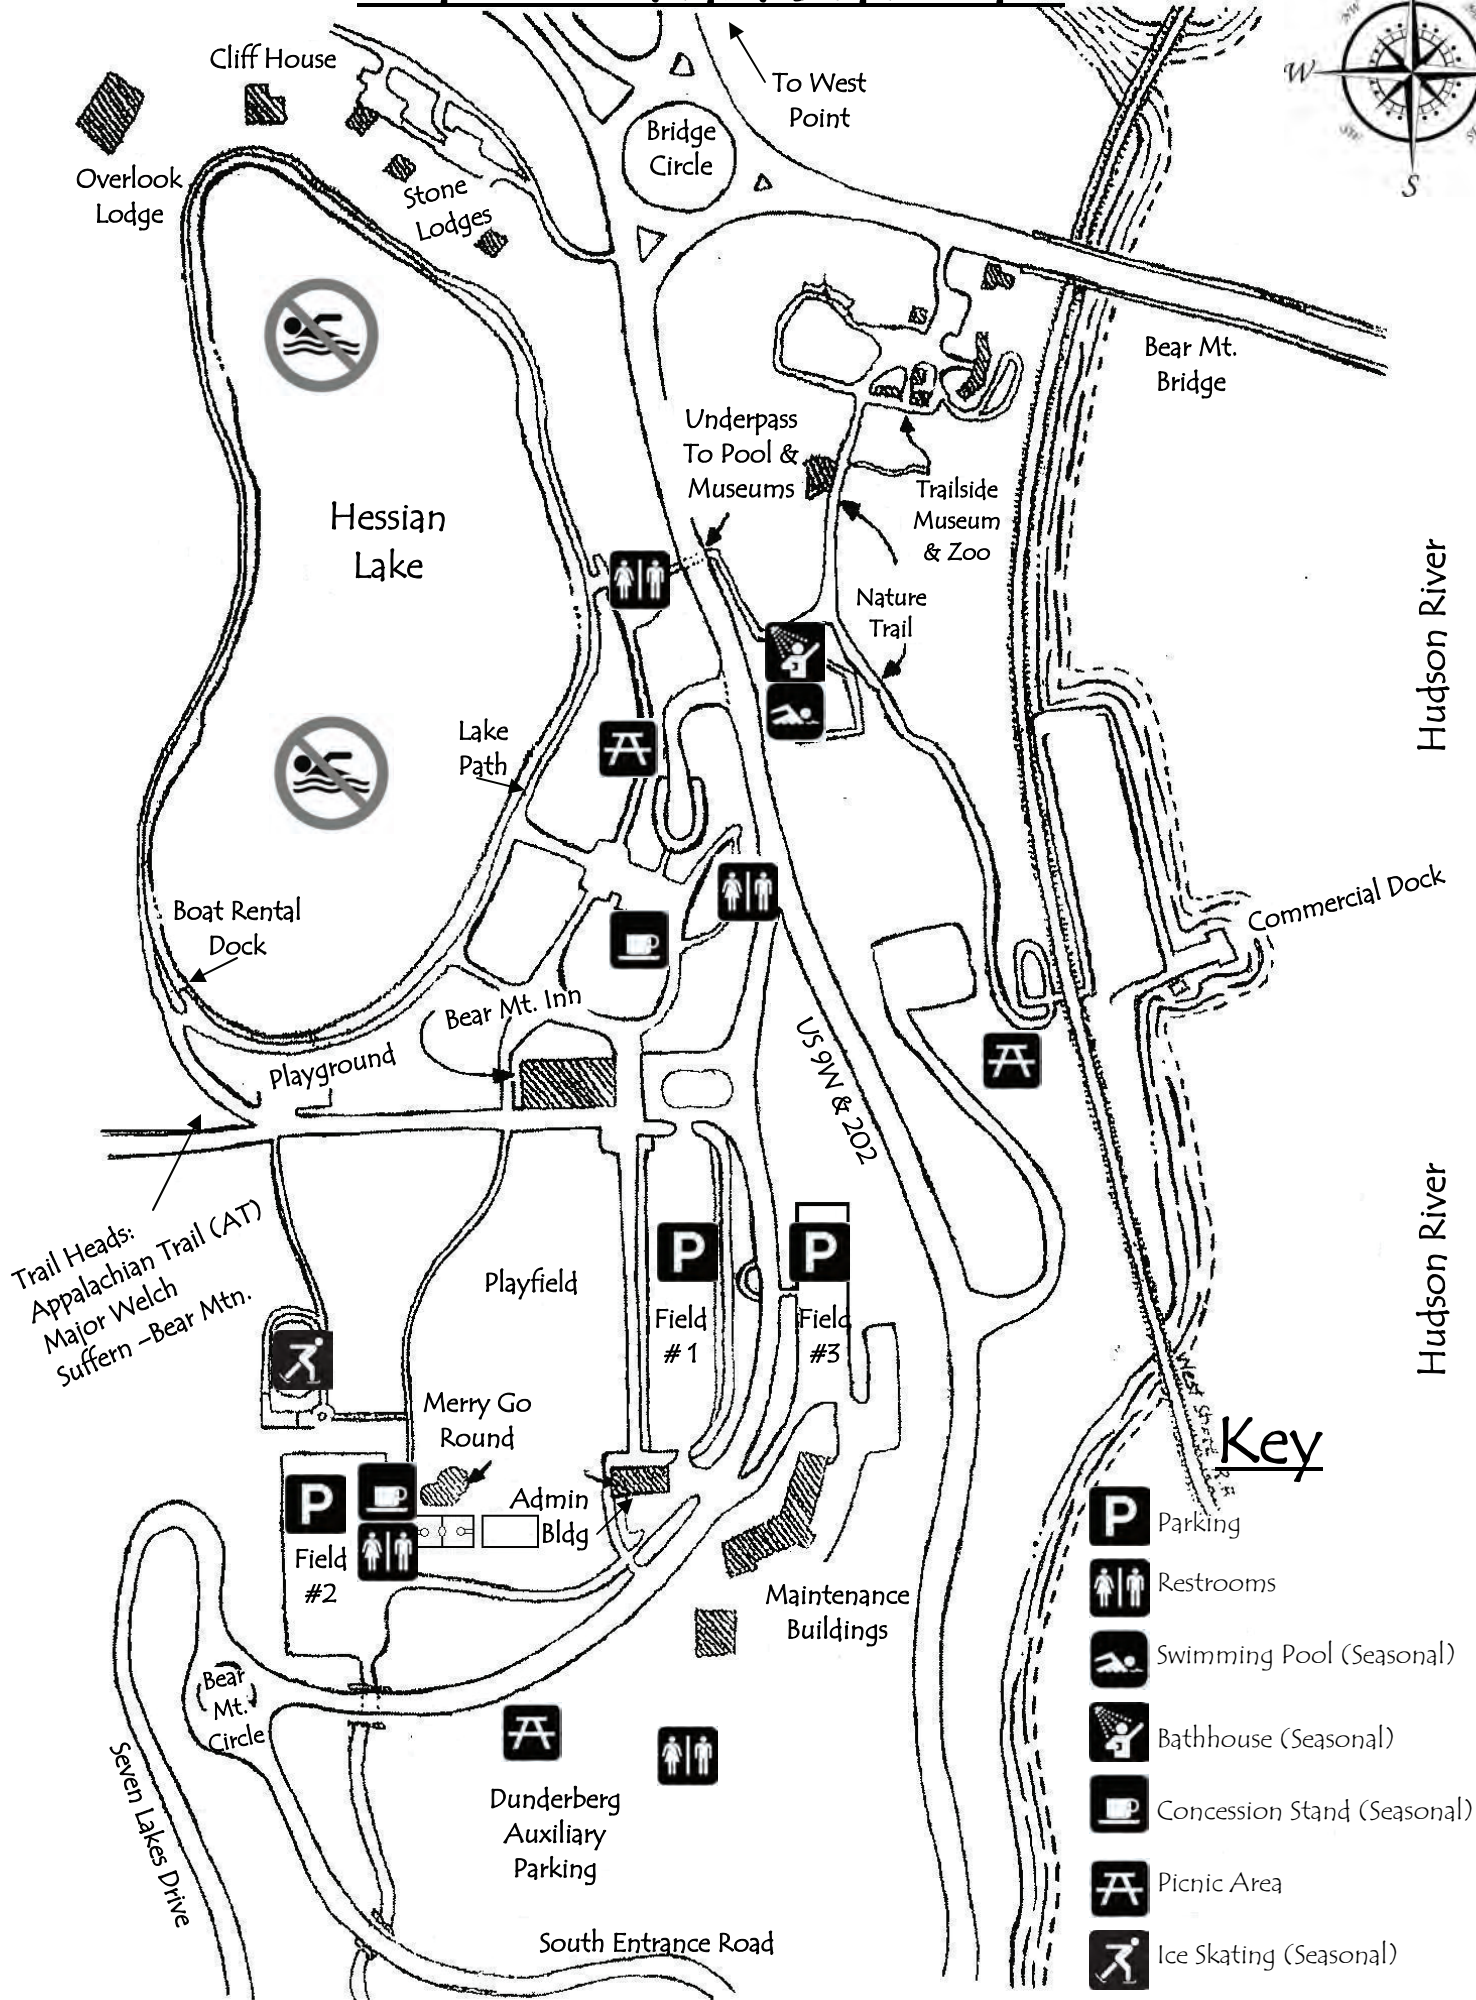 Cliff House
To West
Point
Bridge
Circle
W
NW
SW
S
Overlook
Lodge
Stone
Lodges
Bear Mt.
Bridge
Underpass
To Pool &
Museums
Trailside
Museum
& Zoo
Hessian
Lake
Nature
Trail
Hudson River
Lake
Path
Boat Rental
Dock
Commercial Dock
Bear Mt. Inn
Playground
US 9W & 202
Trail Heads:
Appalachian Trail (AT)
Major Welch
Suffern –Bear Mtn.
Hudson River
Playfield
P
Field
# 1
P
Field
#3
West Shore R.R.
Merry Go
Round
Admin
Bldg
P
Field
#2
Maintenance
Buildings
Bear
Mt.
Circle
Seven Lakes Drive
Dunderberg
Auxiliary
Parking
South Entrance Road
Key
P Parking
Restrooms
Swimming Pool (Seasonal)
Bathhouse (Seasonal)
Concession Stand (Seasonal)
Picnic Area
Ice Skating (Seasonal)